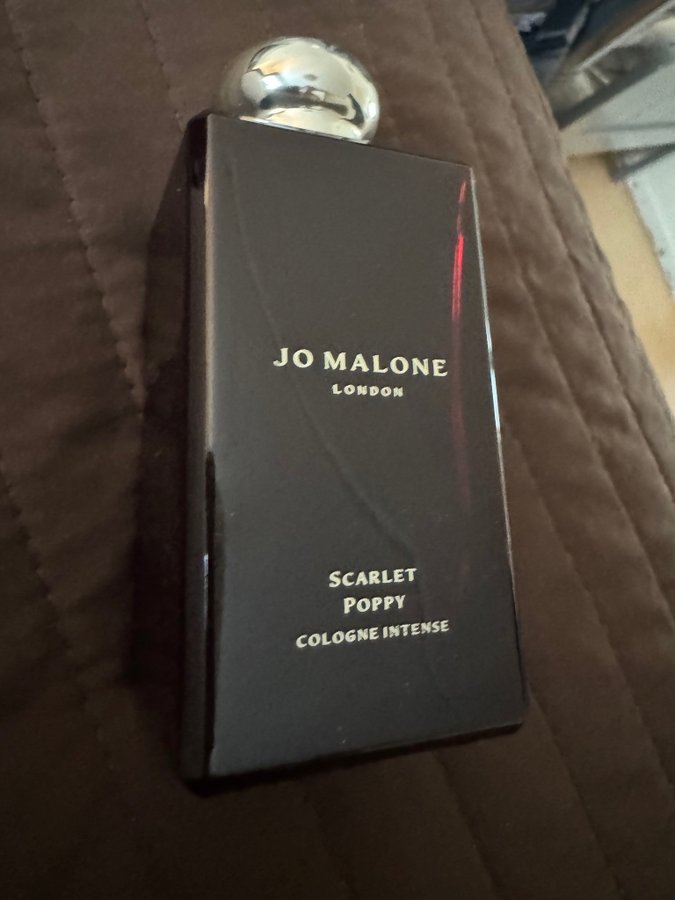 JO MALONE
LONDON
SCARLET
POPPY
COLOGNE INTENSE